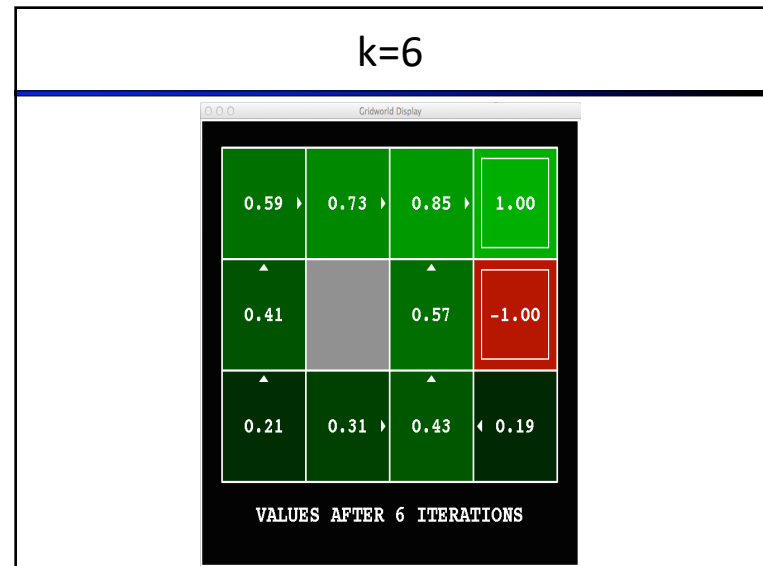 k=6
Gridworld Display
0.59 0.73 0.85 1.00
0.41 0.57 -1.00
0.21 0.31 0.43 0.19
VALUES AFTER 6 ITERATIONS